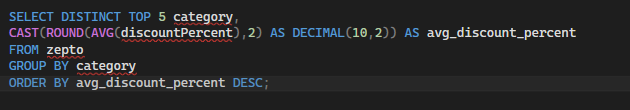 SELECT DISTINCT TOP 5 category,
CAST(ROUND(AVG(discountPercent),2) AS DECIMAL(10,2)) AS avg_discount_percent
FROM zepto
GROUP BY category
ORDER BY avg_discount_percent DESC;